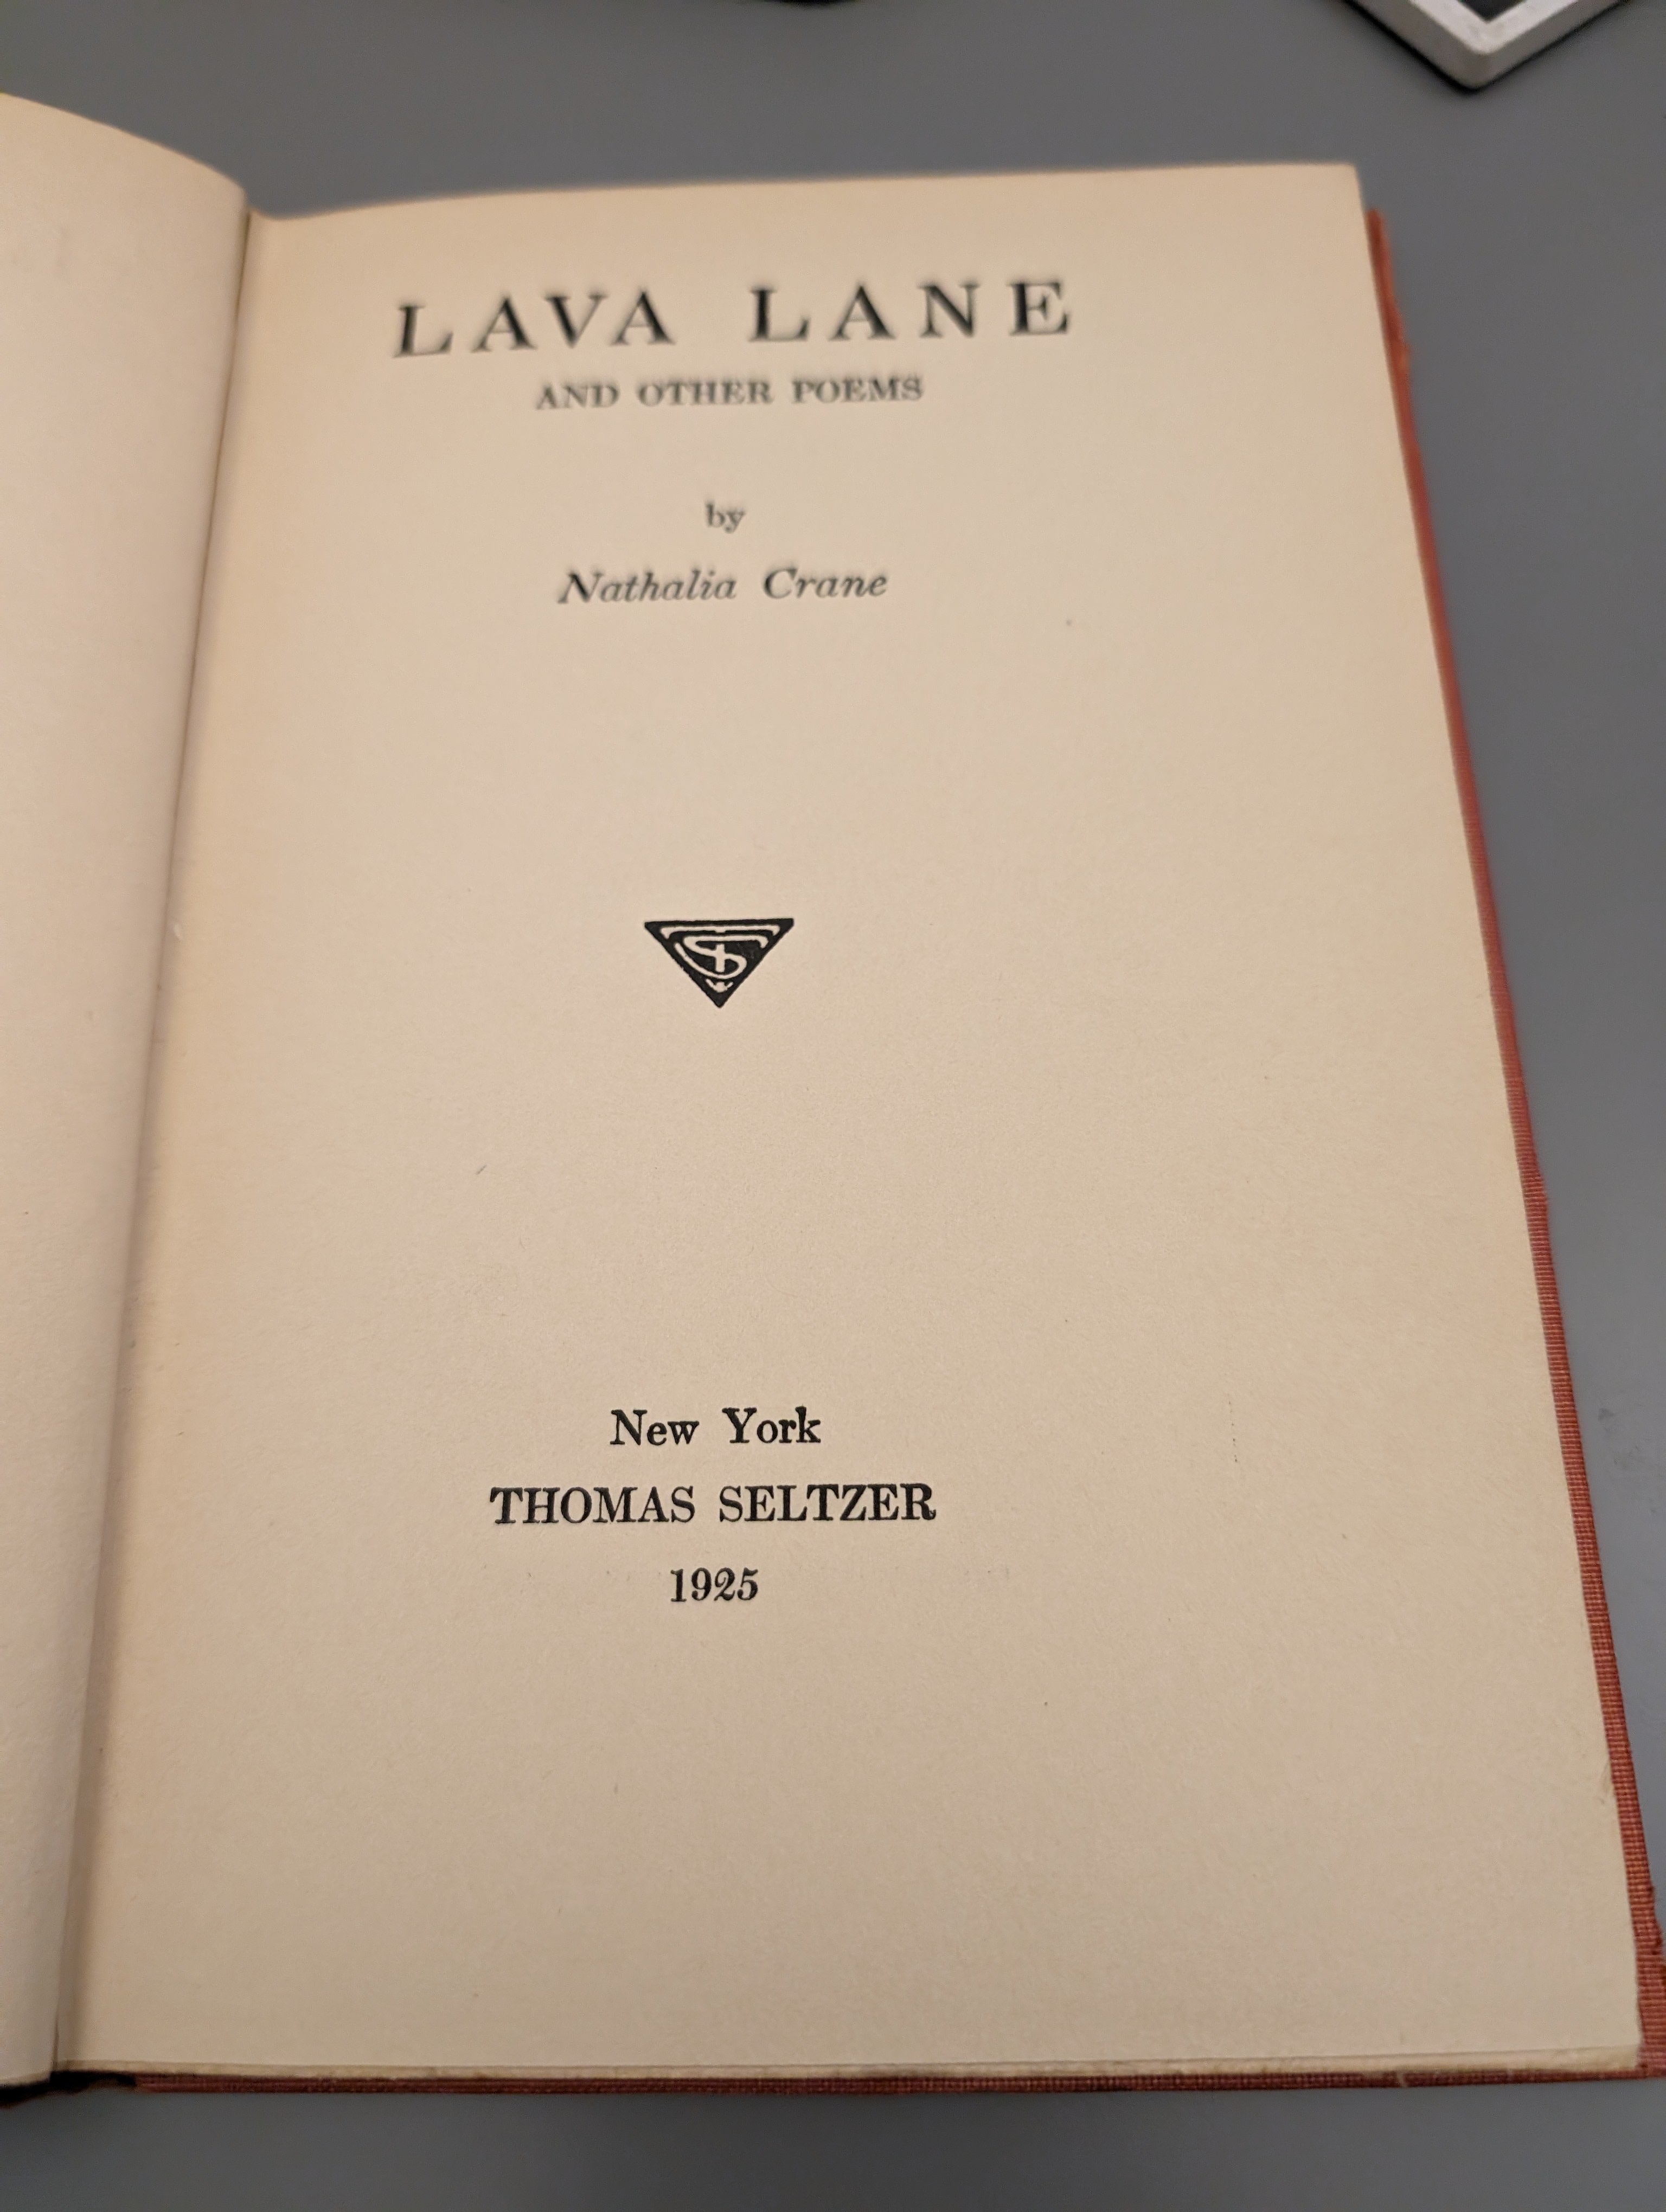 LAVA LANE
AND OTHER POEMS
by
Nathalia Crane
New York
THOMAS SELTZER
1925